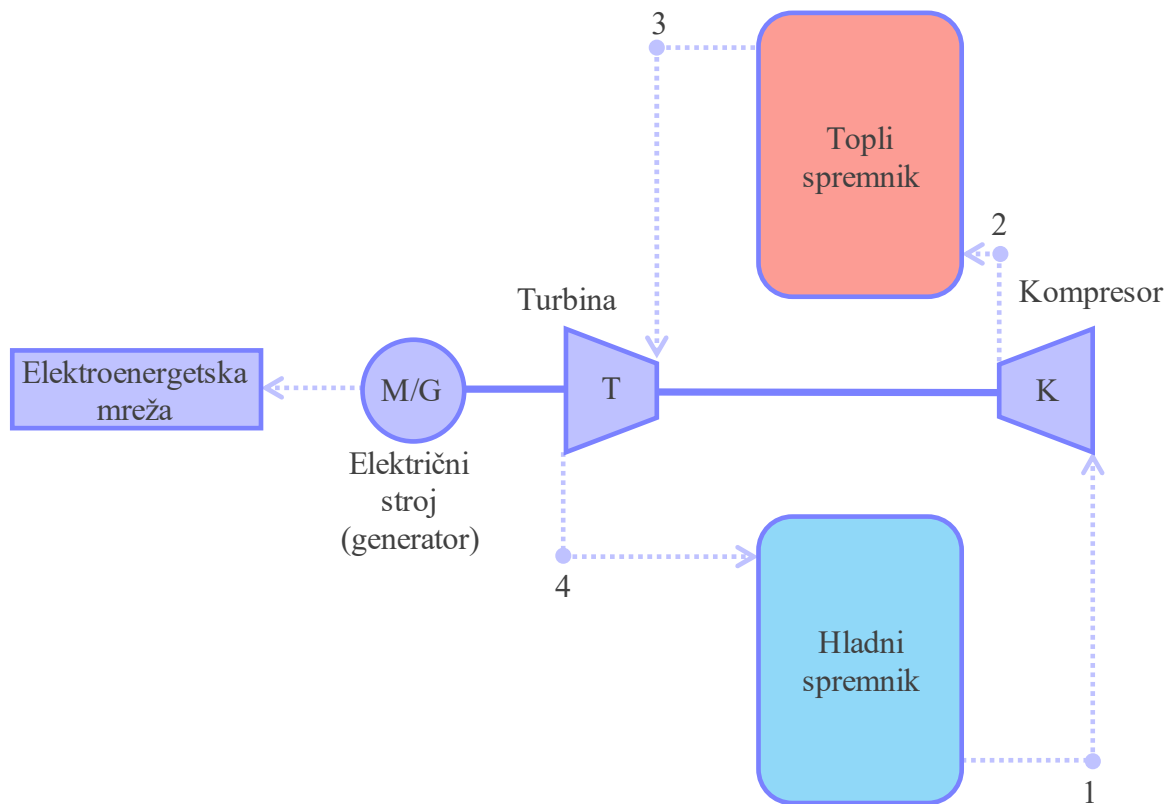 3
Topli
spremnik
2
Kompresor
Turbina
Elektroenergetska
mreža
M/G
T
K
Električni
stroj
(generator)
4
Hladni
spremnik
1